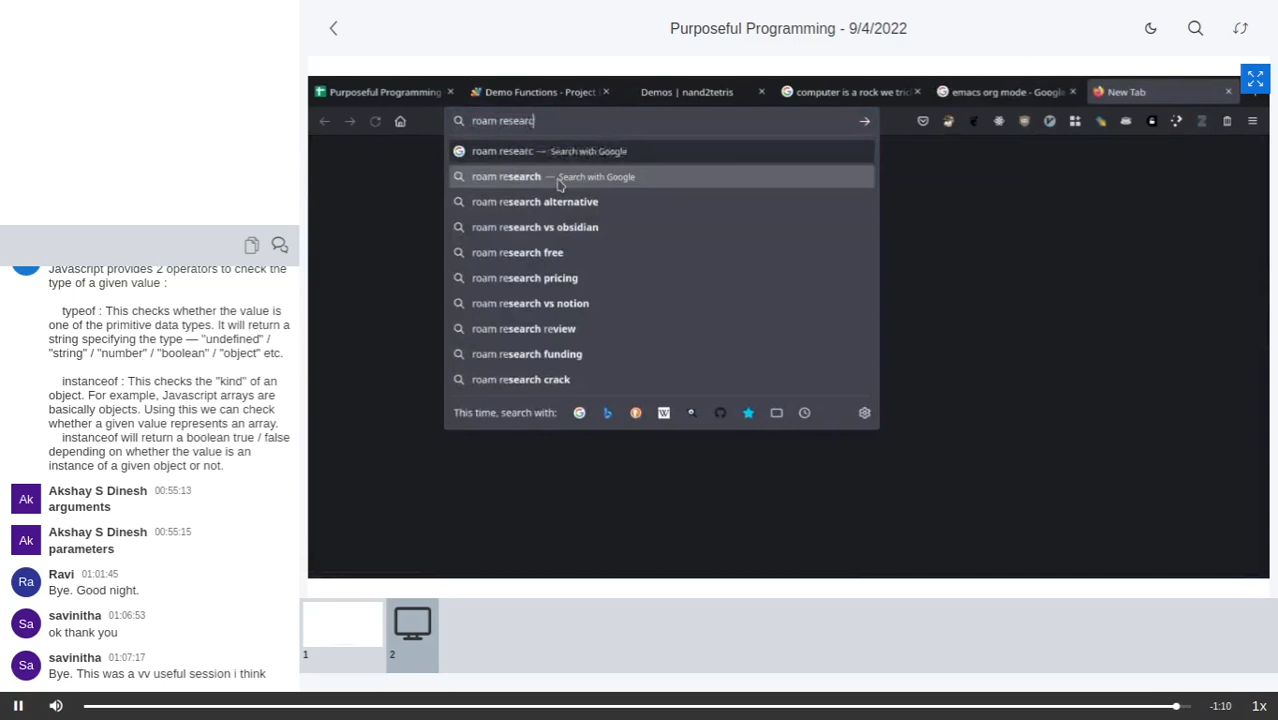 Purposeful Programming - 9/4/2022
Purposeful Programming
Demo Functions - Project
Demos | nand2tetris
computer is a rock we tric
emacs org mode - Google
New Tab
roam researc
roam researc — Search with Google
roam research — Search with Google
roam research alternative
roam research vs obsidian
roam research free
roam research pricing
roam research vs notion
roam research review
roam research funding
roam research crack
This time, search with:
Javascript provides 2 operators to check the
type of a given value :
typeof : This checks whether the value is
one of the primitive data types. It will return a
string specifying the type — "undefined" /
"string" / "number" / "boolean" / "object" etc.
instanceof : This checks the "kind" of an
object. For example, Javascript arrays are
basically objects. Using this we can check
whether a given value represents an array.
instanceof will return a boolean true / false
depending on whether the value is an
instance of a given object or not.
Ak
Akshay S Dinesh 00:55:13
arguments
Ak
Akshay S Dinesh 00:55:15
parameters
Ra
Ravi 01:01:45
Bye. Good night.
Sa
savinitha 01:06:53
ok thank you
Sa
savinitha 01:07:17
Bye. This was a vv useful session i think
1
2
-1:10
1x